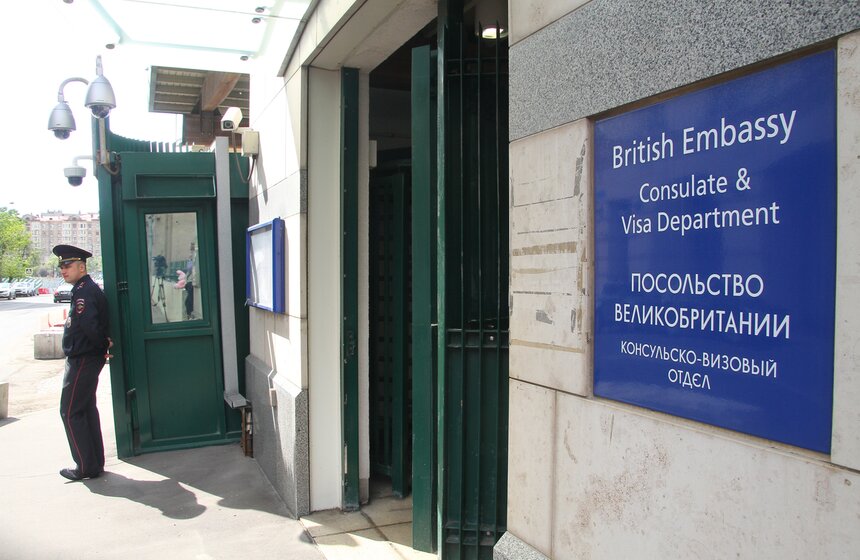 British Embassy
Consulate &
Visa Department
ПОСОЛЬСТВО
ВЕЛИКОБРИТАНИИ
КОНСУЛЬСКО-ВИЗОВЫЙ
ОТДЕЛ